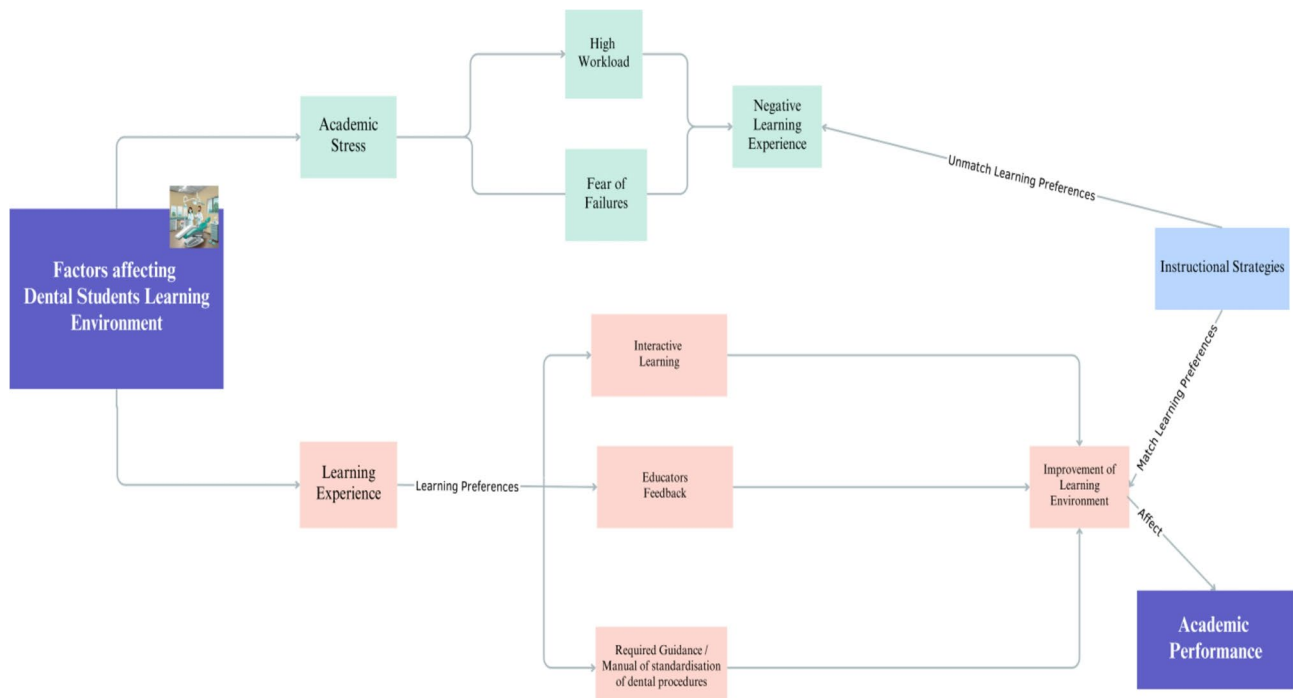 High
Workload
Academic
Stress
Negative
Learning
Experience
Fear of
Failures
Unmatch Learning Preferences
Factors affecting
Dental Students Learning
Environment
Instructional Strategies
Interactive
Learning
Match Learning Preferences
Learning
Experience
Learning Preferences
Educators
Feedback
Improvement of
Learning
Environment
Affect
Required Guidance /
Manual of standardisation
of dental procedures
Academic
Performance